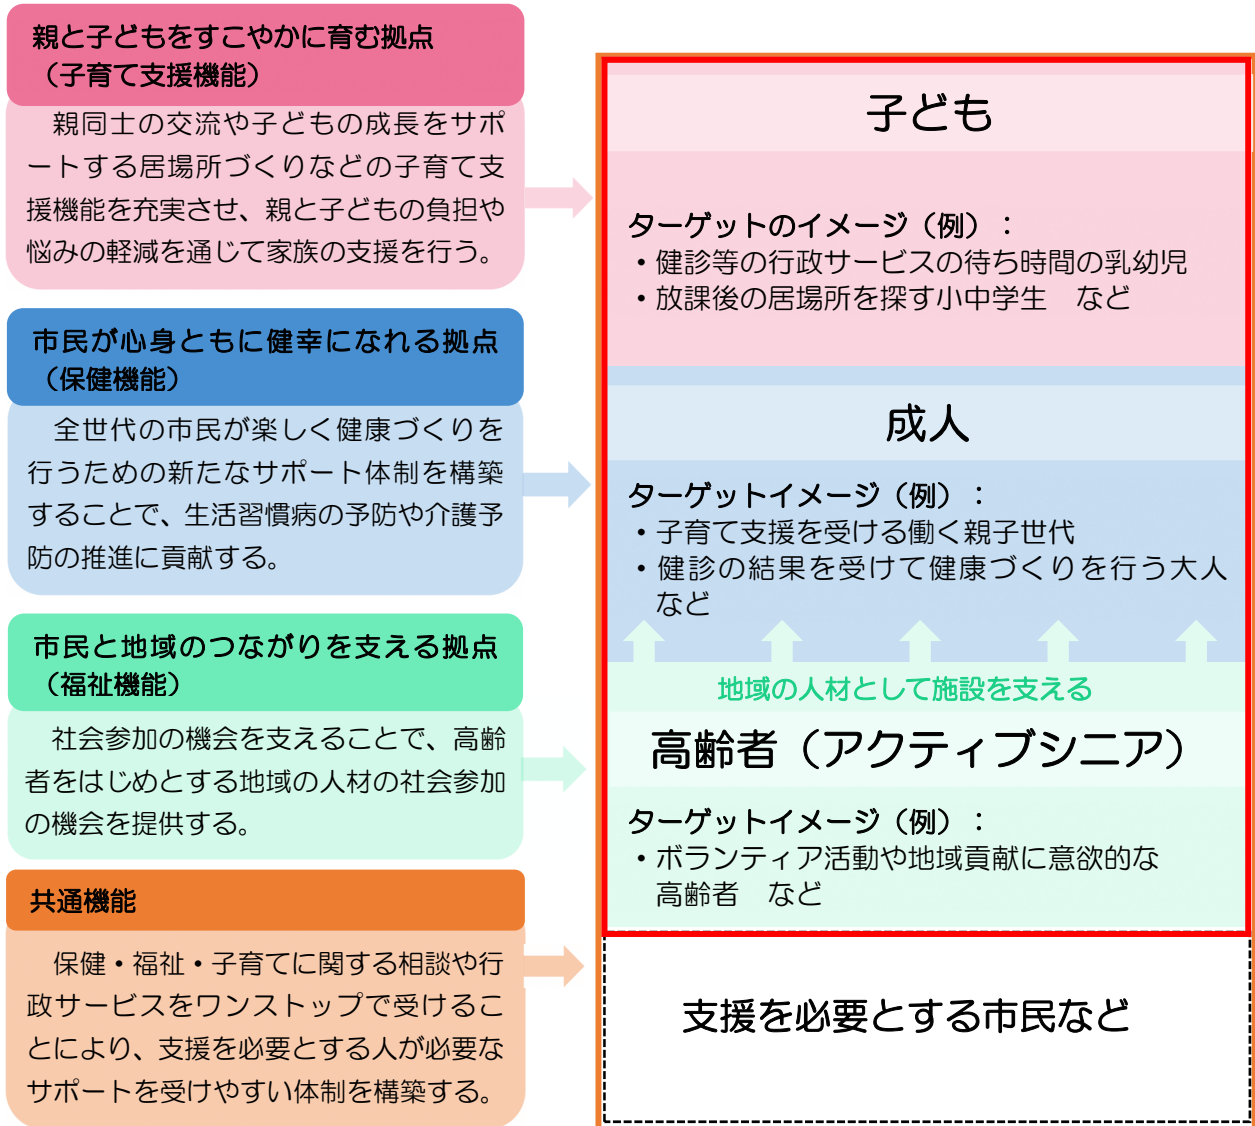 親と子どもをすこやかに育む拠点
（子育て支援機能）
親同士の交流や子どもの成長をサポ
ートする居場所づくりなどの子育て支
援機能を充実させ、親と子どもの負担や
悩みの軽減を通じて家族の支援を行う。
市民が心身ともに健幸になれる拠点
（保健機能）
全世代の市民が楽しく健康づくりを
行うための新たなサポート体制を構築
することで、生活習慣病の予防や介護予
防の推進に貢献する。
市民と地域のつながりを支える拠点
（福祉機能）
社会参加の機会を支えることで、高齢
者をはじめとする地域の人材の社会参加
の機会を提供する。
共通機能
保健・福祉・子育てに関する相談や行
政サービスをワンストップで受けるこ
とにより、支援を必要とする人が必要な
サポートを受けやすい体制を構築する。
子ども
ターゲットのイメージ（例）：
・健診等の行政サービスの待ち時間の乳幼児
・放課後の居場所を探す小中学生　など
成人
ターゲットイメージ（例）：
・子育て支援を受ける働く親子世代
・健診の結果を受けて健康づくりを行う大人
など
地域の人材として施設を支える
高齢者（アクティブシニア）
ターゲットイメージ（例）：
・ボランティア活動や地域貢献に意欲的な
高齢者　など
支援を必要とする市民など